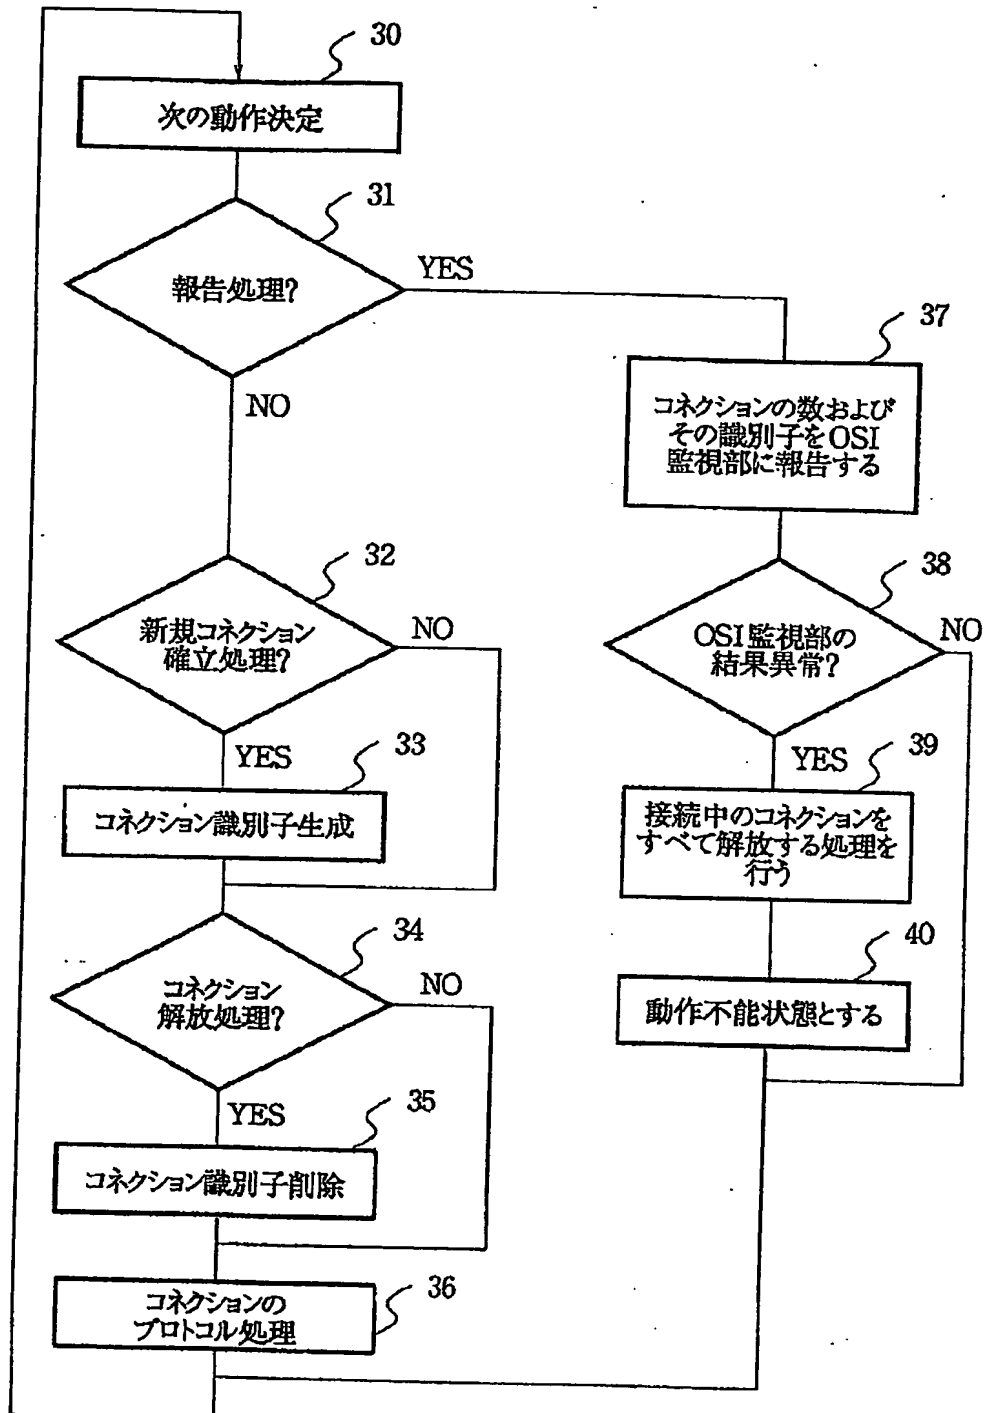 30
次の動作決定
31
報告処理?
YES
NO
37
コネクションの数および
その識別子をOSI
監視部に報告する
32
新規コネクション
確立処理?
NO
YES
38
OSI監視部の
結果異常?
NO
YES
33
コネクション識別子生成
39
接続中のコネクションを
すべて解放する処理を
行う
34
コネクション
解放処理?
NO
YES
40
動作不能状態とする
35
コネクション識別子削除
36
コネクションの
プロトコル処理